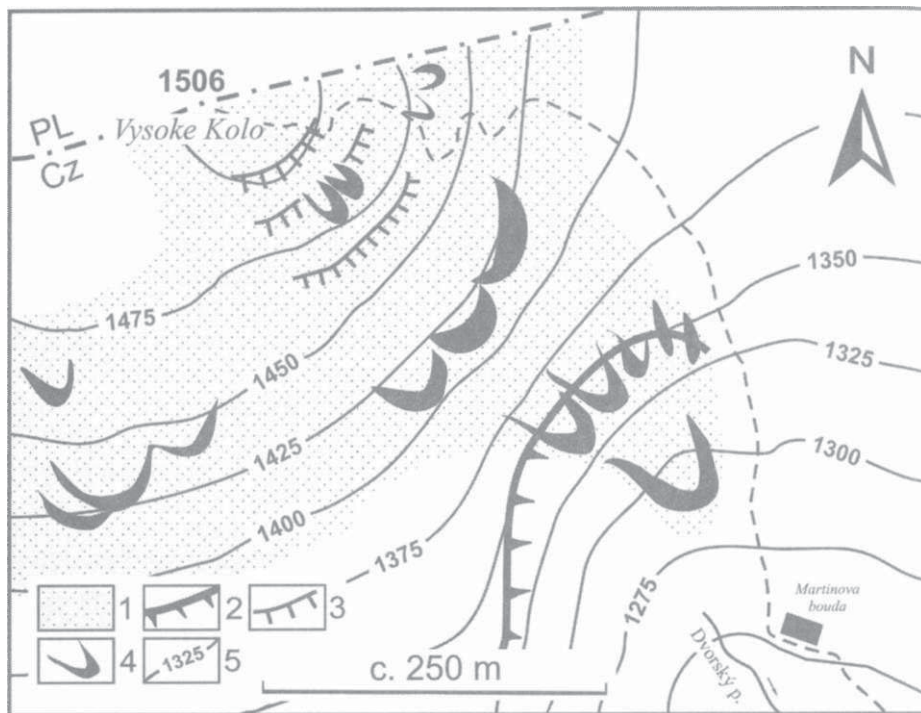 1506
N
PL
Vysoke Kolo
Cz
1350
1475
1325
1450
1425
1300
1400
1375
1275
Martinova
bouda
Dvorský p.
1
2
3
4
1325
5
c. 250 m